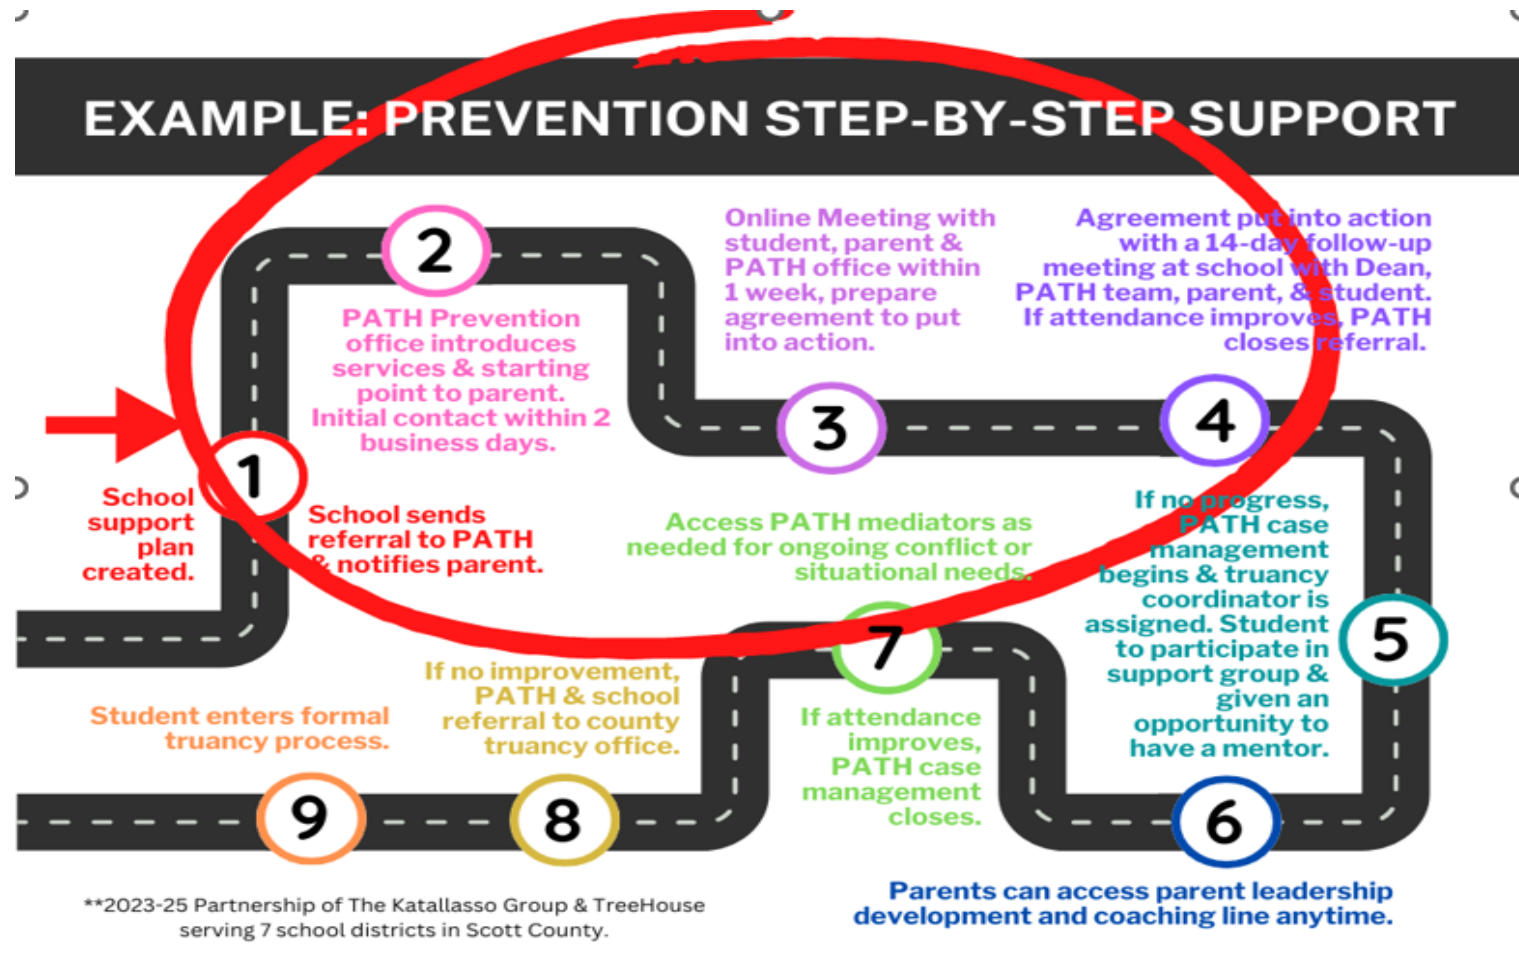 EXAMPLE: PREVENTION STEP-BY-STEP SUPPORT
1
School
support
plan
created.
School sends
referral to PATH
& notifies parent.
2
PATH Prevention
office introduces
services & starting
point to parent.
Initial contact within 2
business days.
Online Meeting with
student, parent &
PATH office within
1 week, prepare
agreement to put
into action.
3
Agreement put into action
with a 14-day follow-up
meeting at school with Dean,
PATH team, parent, & student.
If attendance improves, PATH
closes referral.
4
If no progress,
PATH case
management
begins & truancy
coordinator is
assigned. Student
to participate in
support group &
given an
opportunity to
have a mentor.
5
6
Parents can access parent leadership
development and coaching line anytime.
Access PATH mediators as
needed for ongoing conflict or
situational needs.
7
If attendance
improves,
PATH case
management
closes.
If no improvement,
PATH & school
referral to county
truancy office.
8
Student enters formal
truancy process.
9
**2023-25 Partnership of The Katallasso Group & TreeHouse
serving 7 school districts in Scott County.